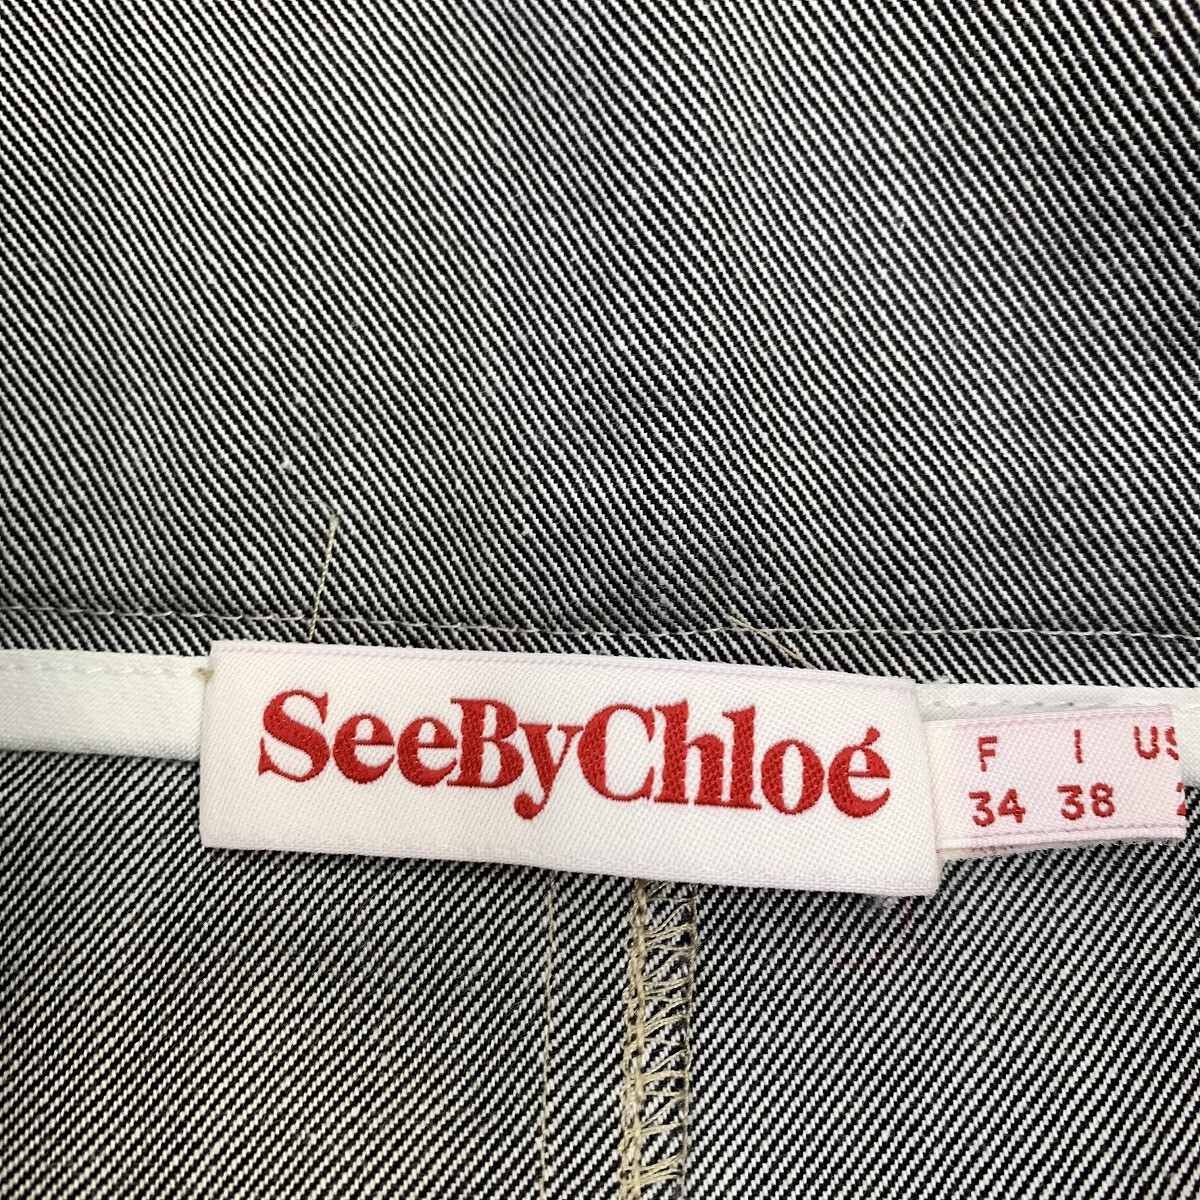 SeeByChloé
F I US
34 38